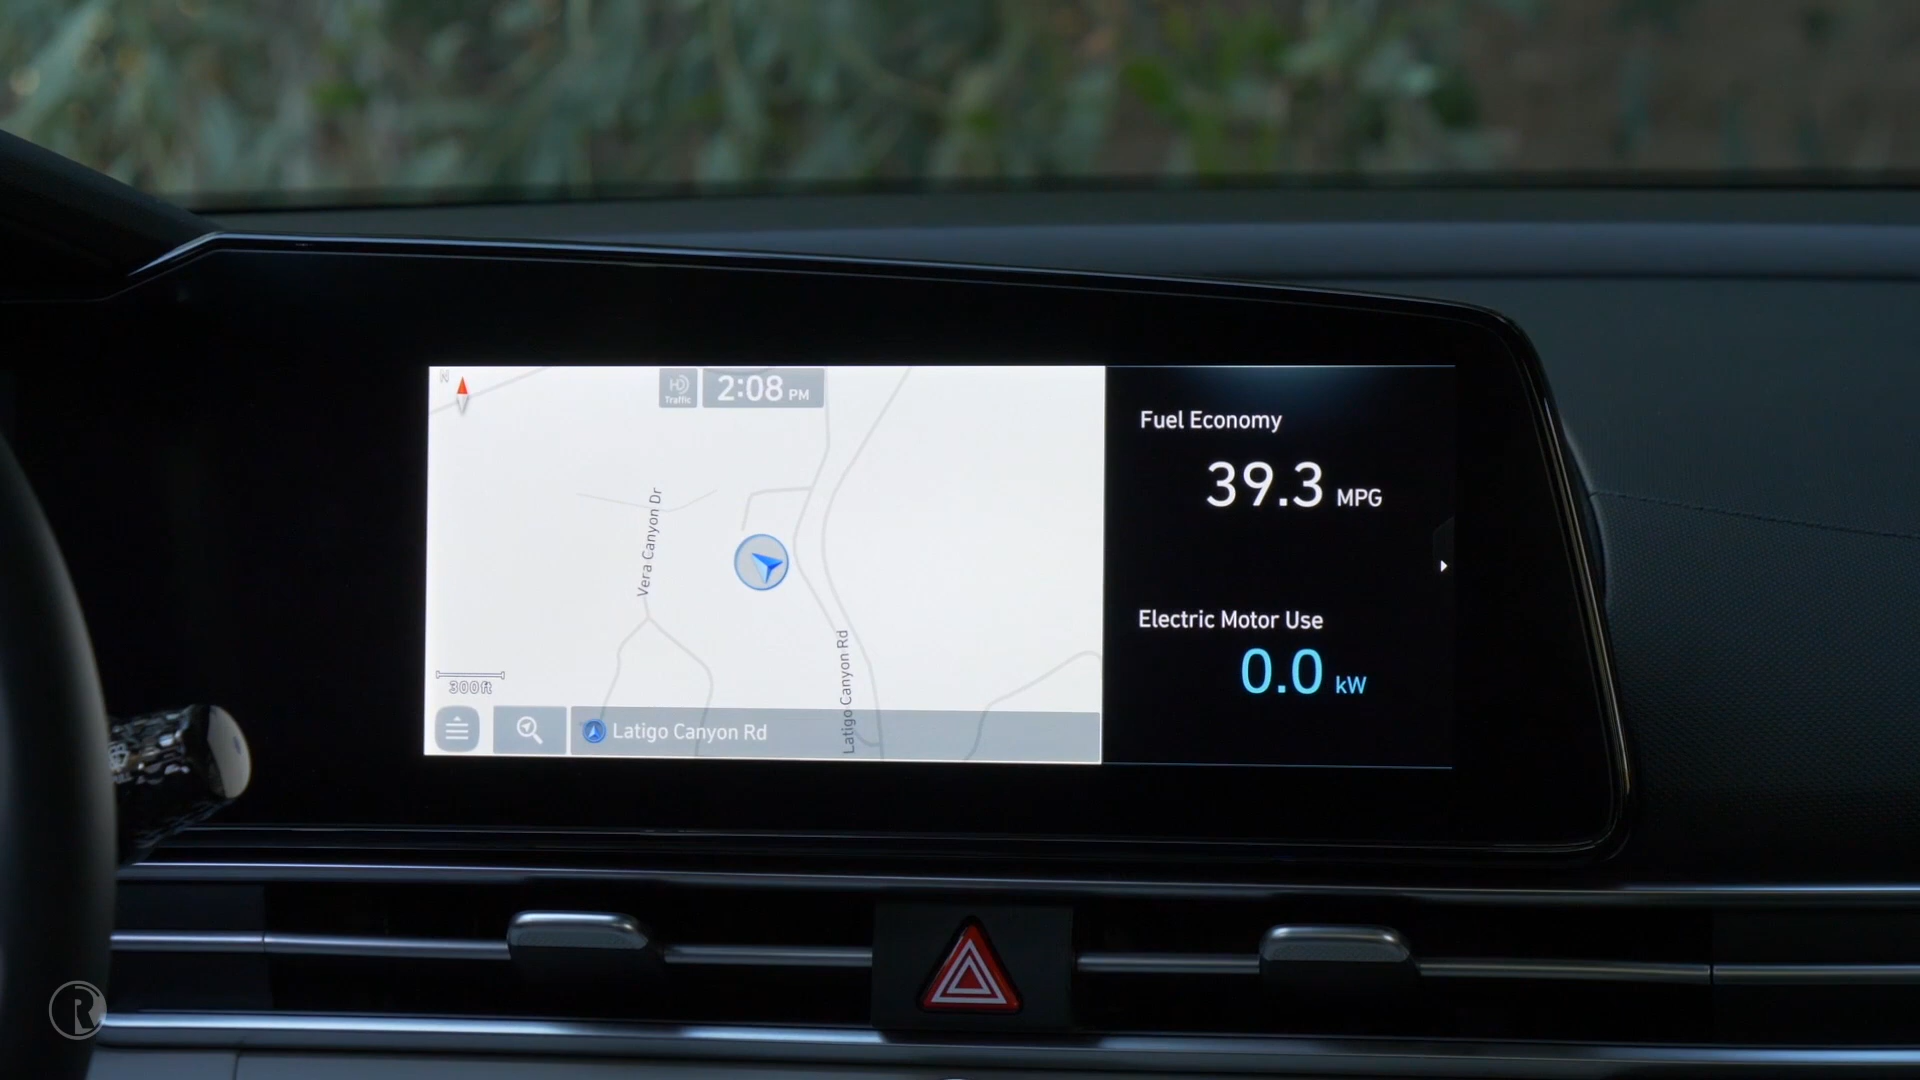 N
HD
Traffic
2:08 PM
Fuel Economy
39.3 MPG
Vera Canyon Dr
Electric Motor Use
0.0 kW
Latigo Canyon Rd
300ft
Latigo Canyon Rd
R